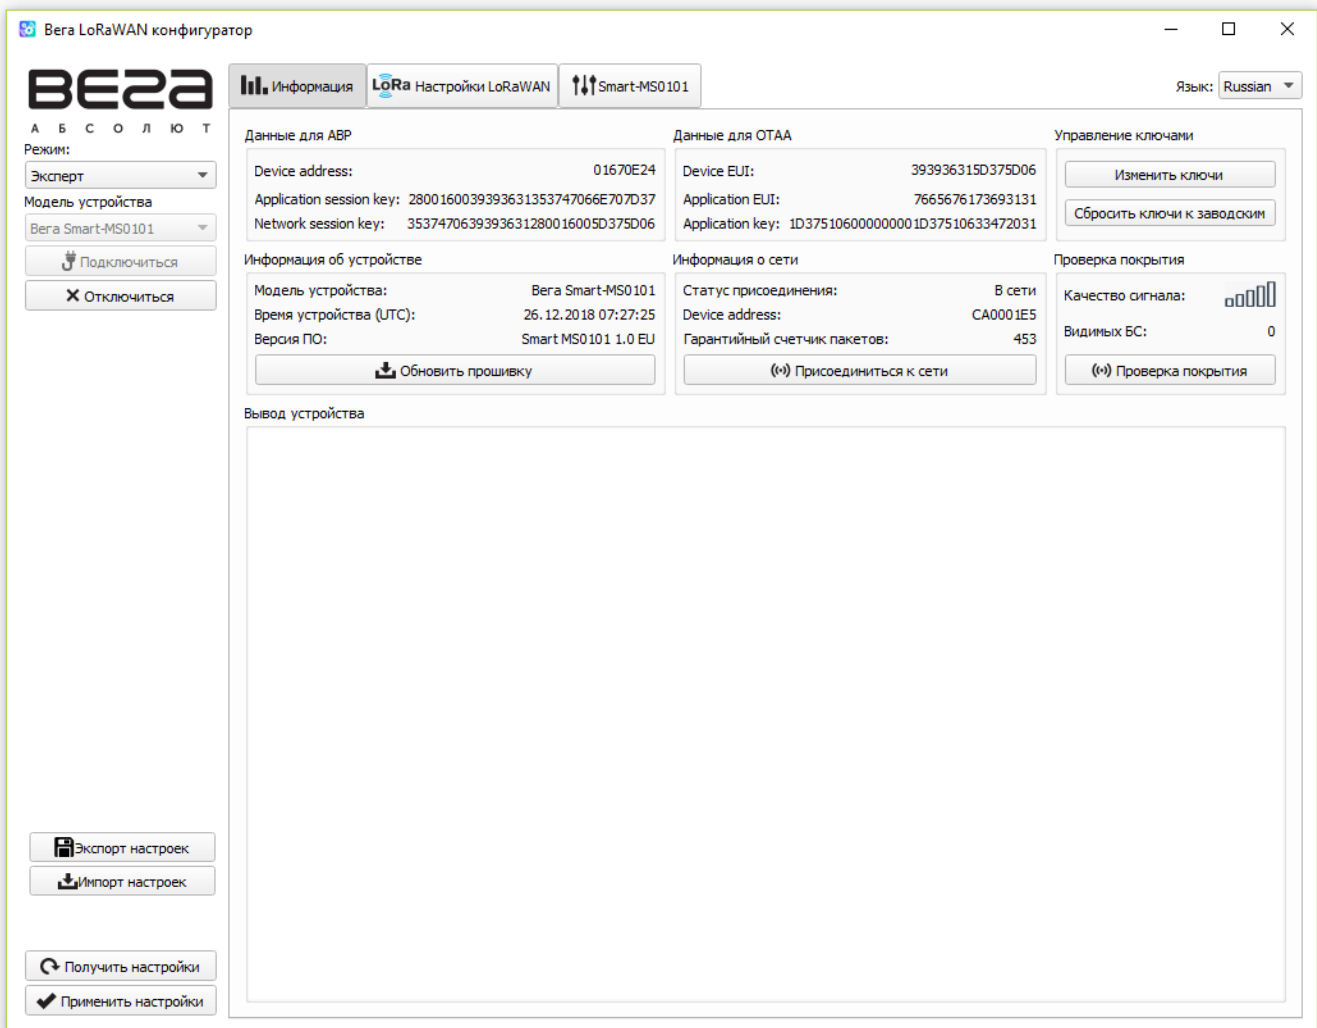 Вега LoRaWAN конфигуратор
ВЕГА
АБСОЛЮТ
Режим:
Эксперт
Модель устройства
Вега Smart-MS0101
Подключиться
Отключиться
Экспорт настроек
Импорт настроек
Получить настройки
Применить настройки
Информация
LoRa Настройки LoRaWAN
Smart-MS0101
Язык: Russian
Данные для ABP
Device address: 01670E24
Application session key: 2800160039393631353747066E707D37
Network session key: 3537470639393631280016005D375D06
Данные для OTAA
Device EUI: 393936315D375D06
Application EUI: 7665676173693131
Application key: 1D37510600000001D37510633472031
Управление ключами
Изменить ключи
Сбросить ключи к заводским
Информация об устройстве
Модель устройства: Вега Smart-MS0101
Время устройства (UTC): 26.12.2018 07:27:25
Версия ПО: Smart MS0101 1.0 EU
Обновить прошивку
Информация о сети
Статус присоединения: В сети
Device address: CA0001E5
Гарантийный счетчик пакетов: 453
Присоединиться к сети
Проверка покрытия
Качество сигнала:
Видимых БС: 0
Проверка покрытия
Вывод устройства